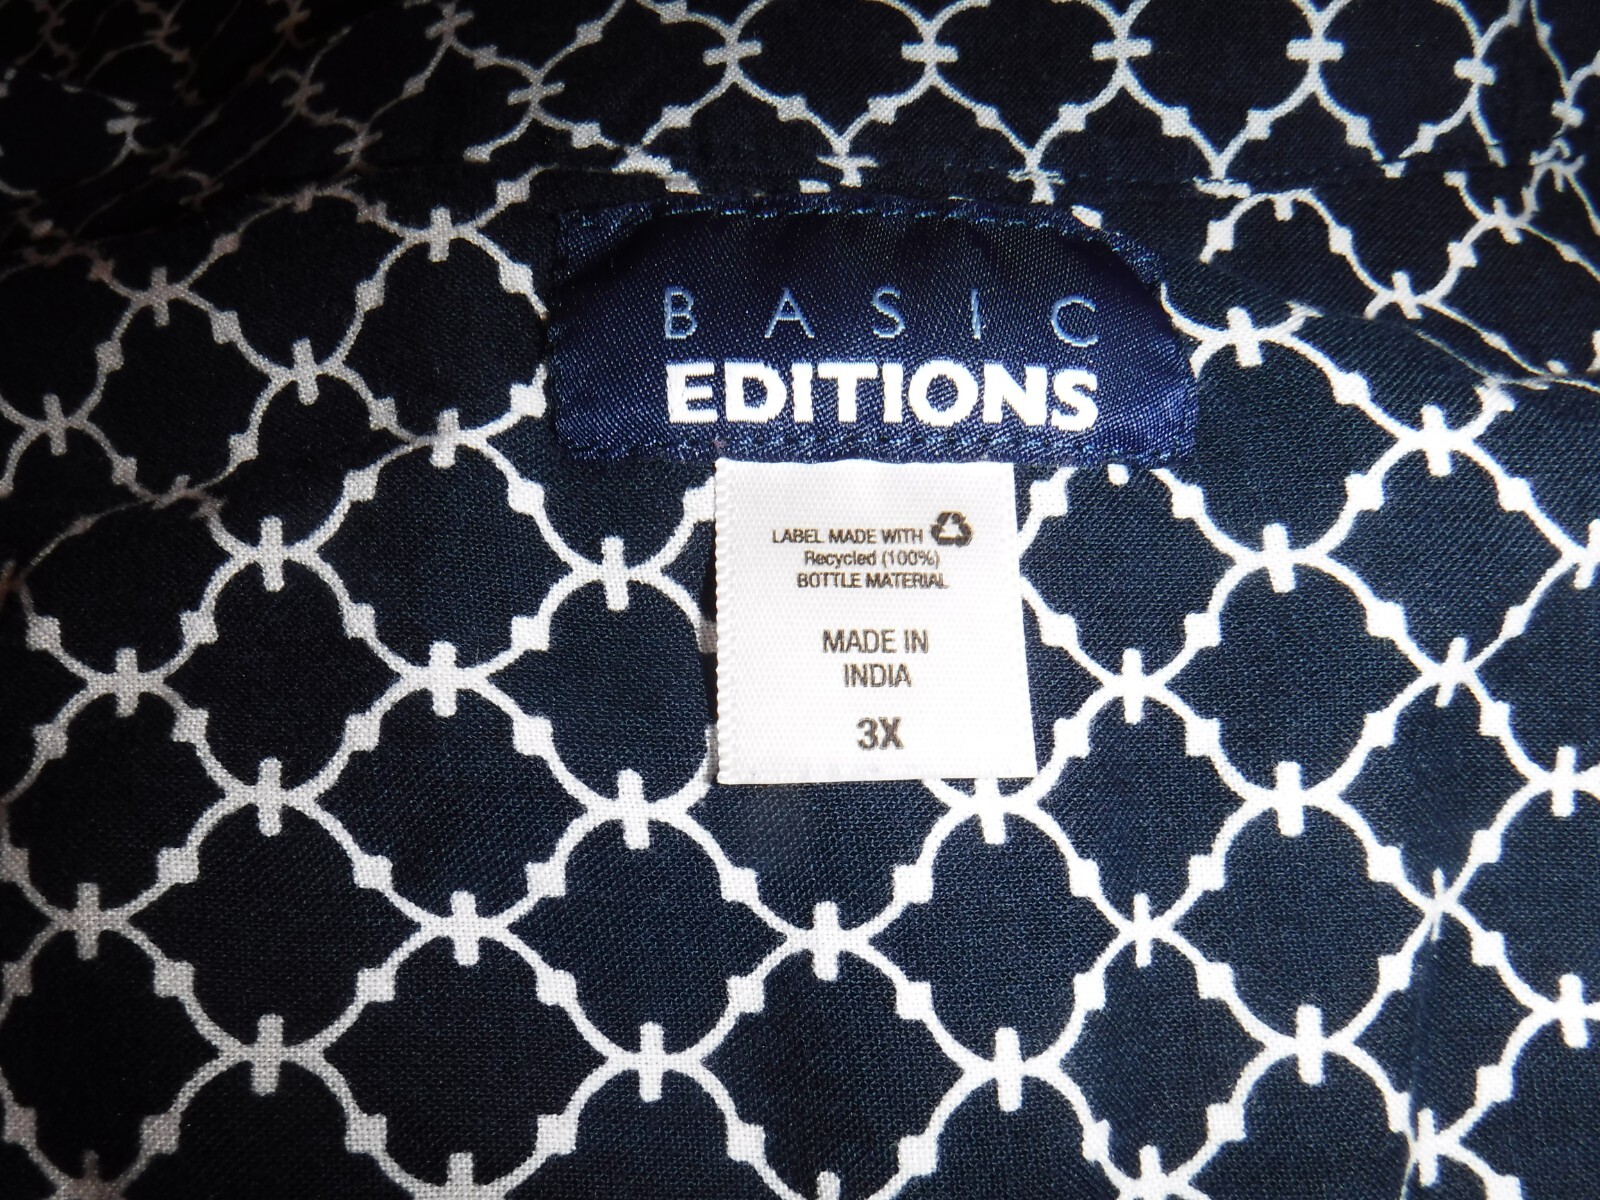 BASIC
EDITIONS
LABEL MADE WITH
Recycled (100%)
BOTTLE MATERIAL
MADE IN
INDIA
3X